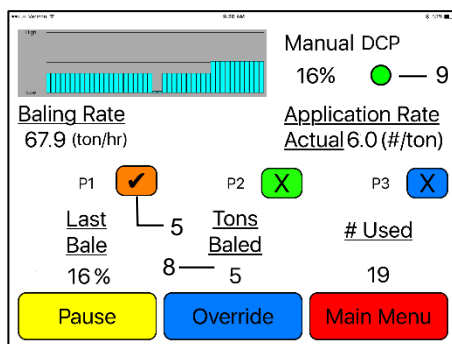 9:20 AM
High
Low
Manual DCP
16%
9
Baling Rate
67.9 (ton/hr)
Application Rate
Actual 6.0 (#/ton)
P1 ✔ P2 X P3 X
5
Last
Bale
16%
Tons
Baled
8
5
# Used
19
Pause Override Main Menu